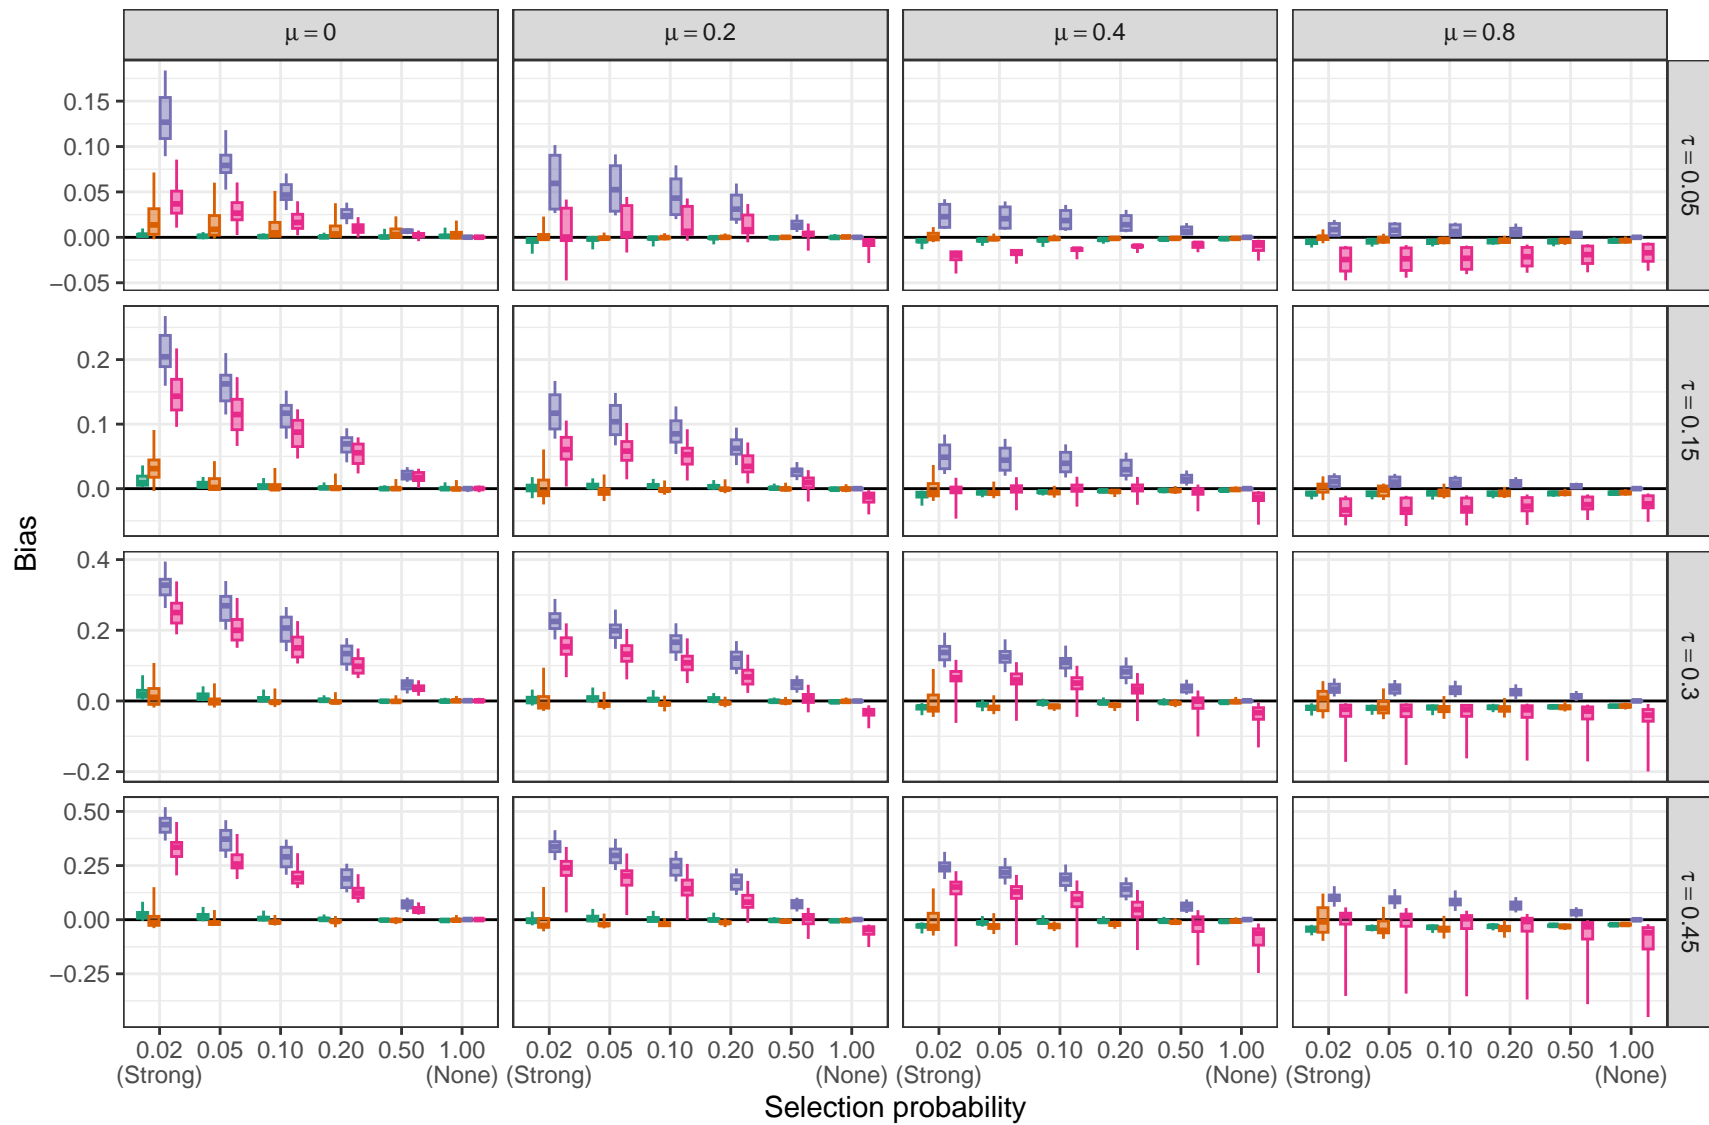 μ = 0
μ = 0.2
μ = 0.4
μ = 0.8
0.15
0.10
0.05
0.00
−0.05
τ = 0.05
0.2
0.1
0.0
τ = 0.15
Bias
0.4
0.2
0.0
−0.2
τ = 0.3
0.50
0.25
0.00
−0.25
τ = 0.45
0.02 0.05 0.10 0.20 0.50 1.00 0.02 0.05 0.10 0.20 0.50 1.00 0.02 0.05 0.10 0.20 0.50 1.00 0.02 0.05 0.10 0.20 0.50 1.00
(Strong) (None) (Strong) (None) (Strong) (None) (Strong) (None)
Selection probability